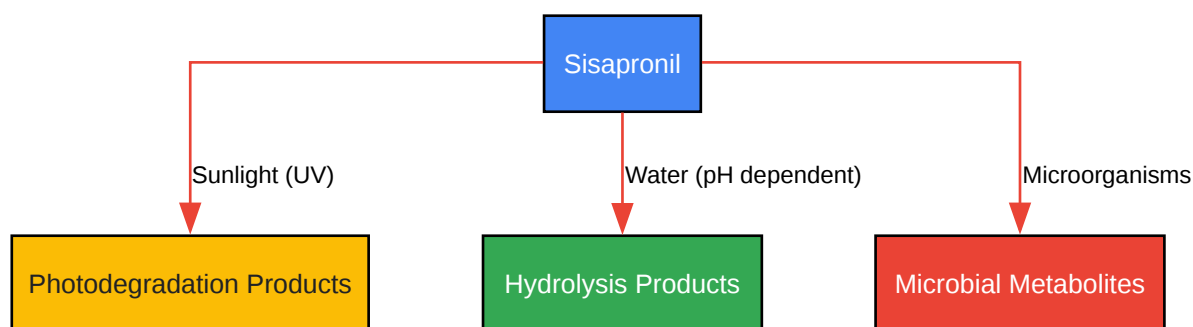 Sisapronil
Sunlight (UV)
Water (pH dependent)
Microorganisms
Photodegradation Products
Hydrolysis Products
Microbial Metabolites